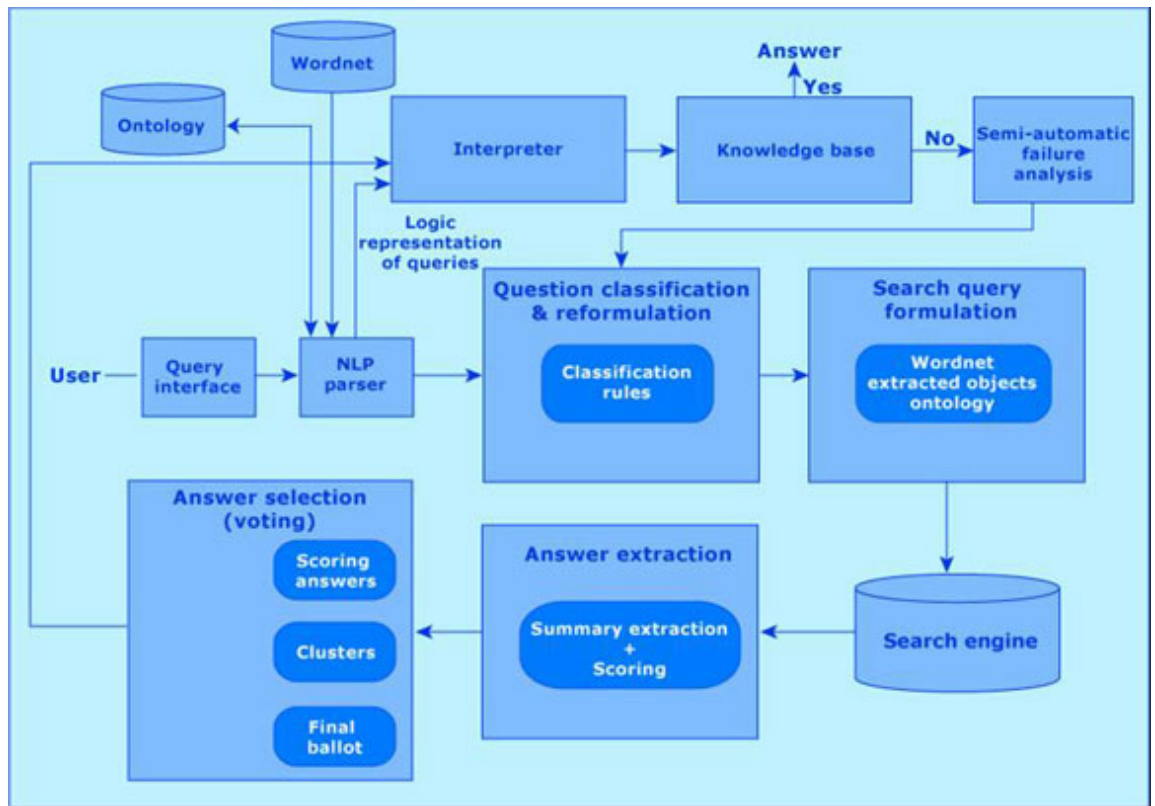 Wordnet
Answer
Yes
Ontology
Interpreter
Knowledge base
No
Semi-automatic
failure
analysis
Logic
representation
of queries
Question classification
& reformulation
Classification
rules
Search query
formulation
Wordnet
extracted objects
ontology
User
Query
interface
NLP
parser
Answer selection
(voting)
Scoring
answers
Clusters
Final
ballot
Answer extraction
Summary extraction
+
Scoring
Search engine